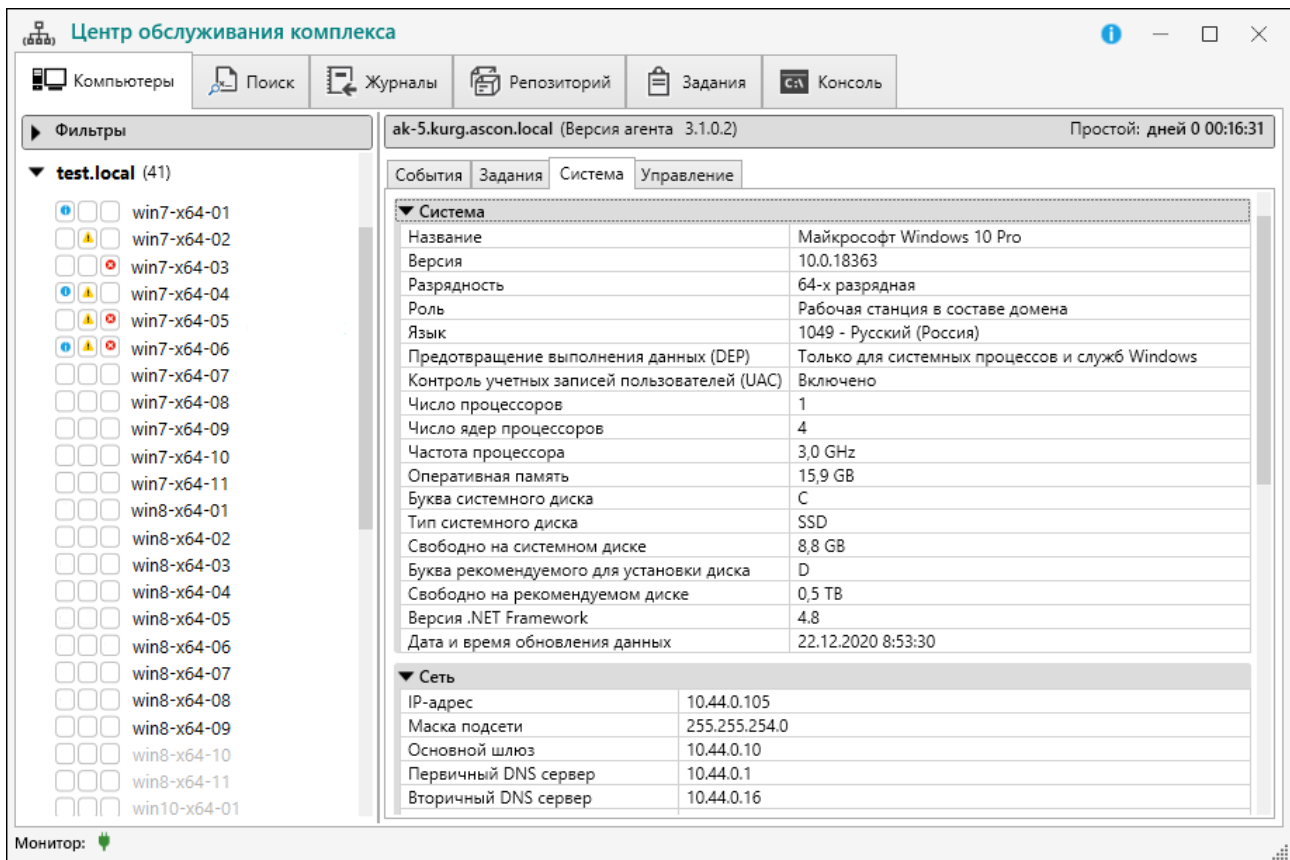 Центр обслуживания комплекса
Компьютеры Поиск Журналы Репозиторий Задания C:\ Консоль
Фильтры
test.local (41)
win7-x64-01
win7-x64-02
win7-x64-03
win7-x64-04
win7-x64-05
win7-x64-06
win7-x64-07
win7-x64-08
win7-x64-09
win7-x64-10
win7-x64-11
win8-x64-01
win8-x64-02
win8-x64-03
win8-x64-04
win8-x64-05
win8-x64-06
win8-x64-07
win8-x64-08
win8-x64-09
win8-x64-10
win8-x64-11
win10-x64-01
ak-5.kurg.ascon.local (Версия агента 3.1.0.2) Простой: дней 0 00:16:31
События Задания Система Управление
Система
Название Майкрософт Windows 10 Pro
Версия 10.0.18363
Разрядность 64-х разрядная
Роль Рабочая станция в составе домена
Язык 1049 - Русский (Россия)
Предотвращение выполнения данных (DEP) Только для системных процессов и служб Windows
Контроль учетных записей пользователей (UAC) Включено
Число процессоров 1
Число ядер процессоров 4
Частота процессора 3,0 GHz
Оперативная память 15,9 GB
Буква системного диска C
Тип системного диска SSD
Свободно на системном диске 8,8 GB
Буква рекомендуемого для установки диска D
Свободно на рекомендуемом диске 0,5 TB
Версия .NET Framework 4.8
Дата и время обновления данных 22.12.2020 8:53:30
Сеть
IP-адрес 10.44.0.105
Маска подсети 255.255.254.0
Основной шлюз 10.44.0.10
Первичный DNS сервер 10.44.0.1
Вторичный DNS сервер 10.44.0.16
Монитор: